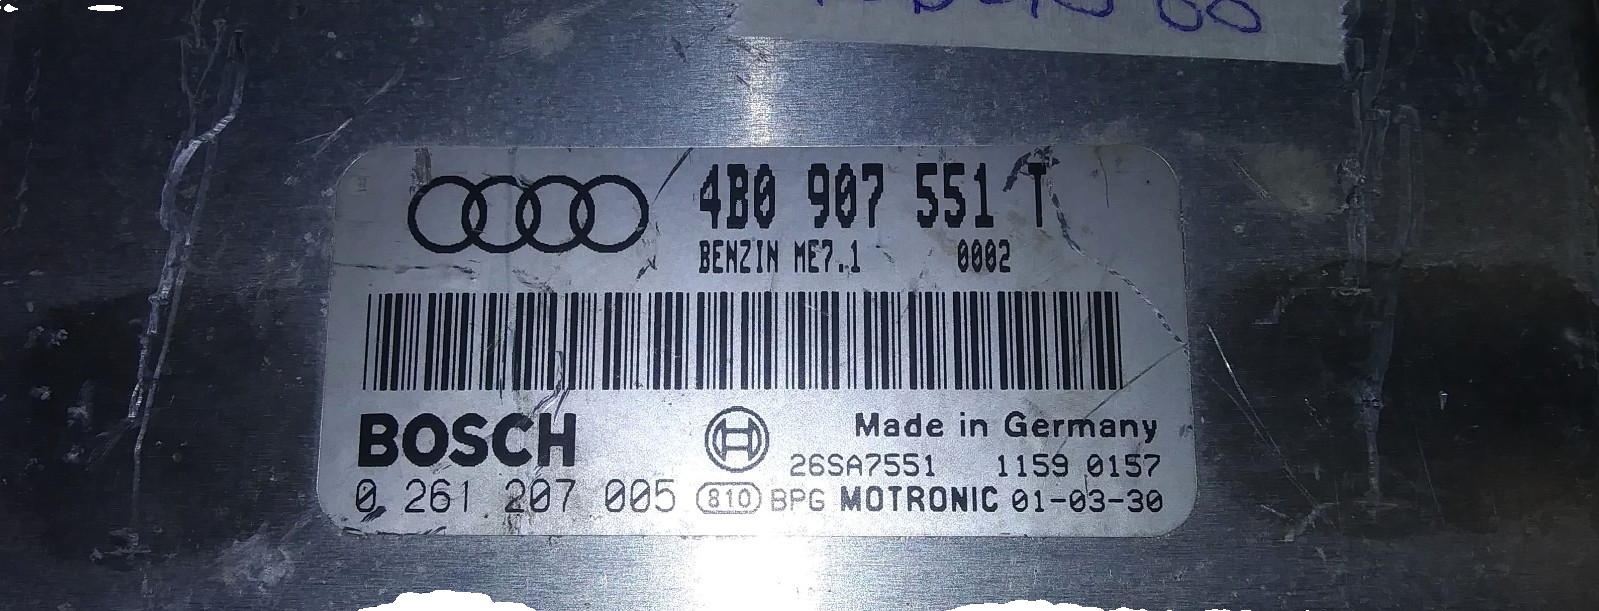 4B0 907 551 T
BENZIN ME7.1 0002
BOSCH
Made in Germany
26SA7551 1159 0157
0 261 207 005 810 BPG MOTRONIC 01-03-30